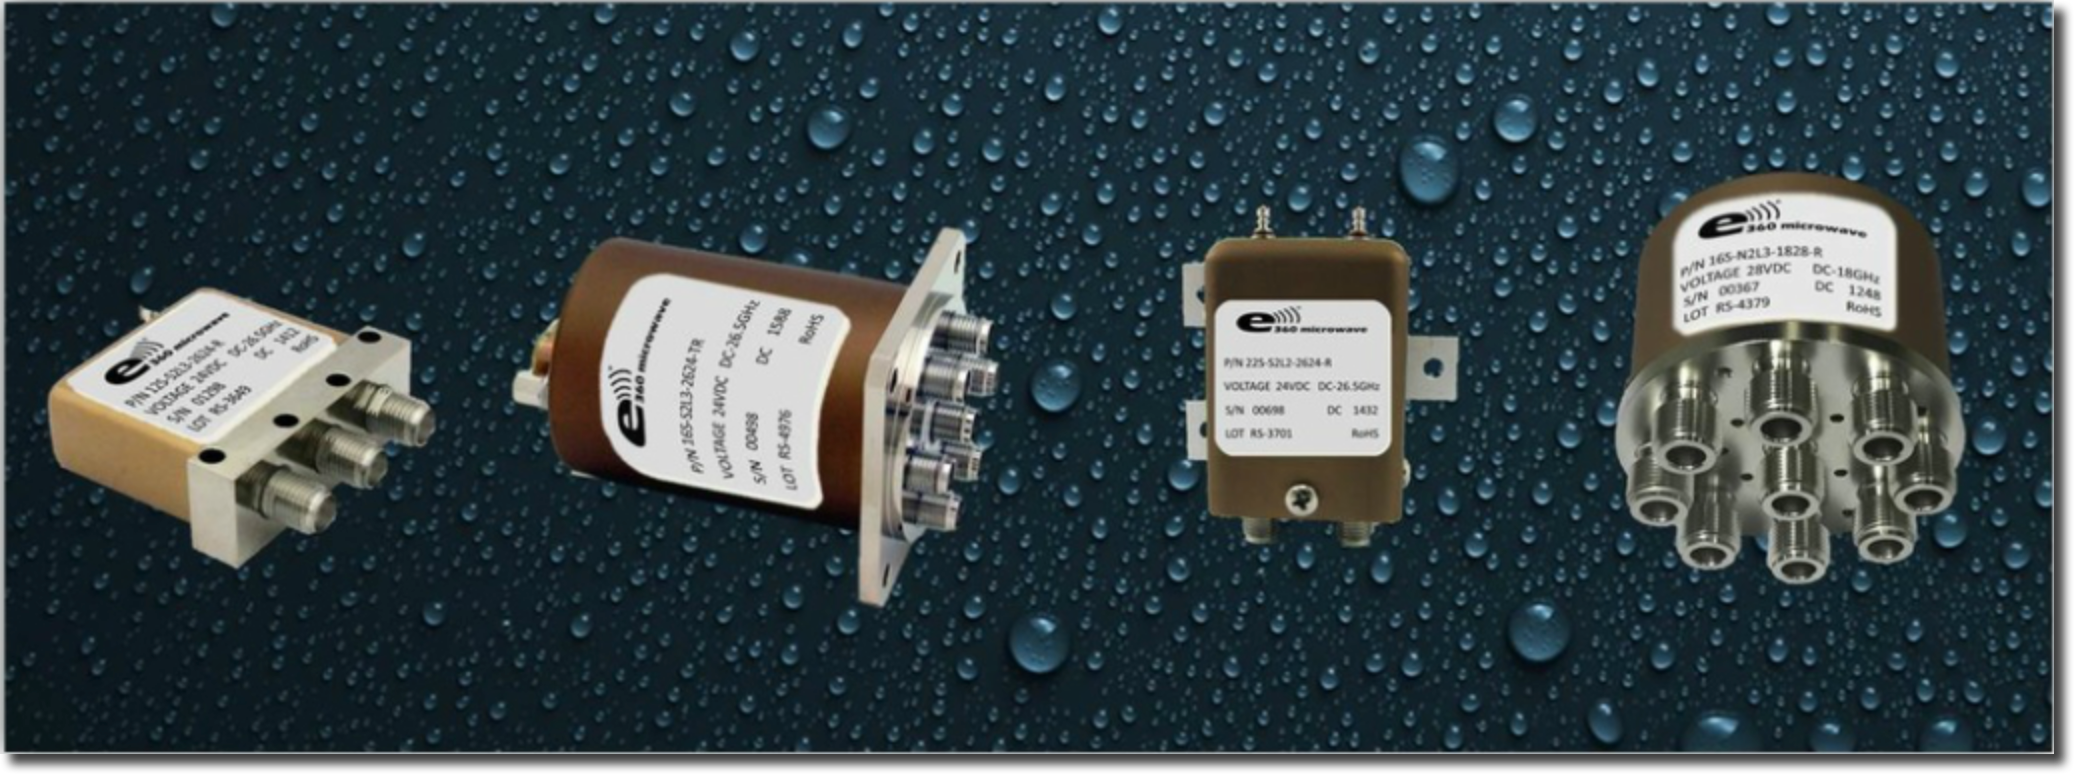 e 360 microwave
P/N 12S-S2L3-2624-R
VOLTAGE 24VDC DC-26.5GHz
S/N 01298 DC 1412
LOT RS-3649 RoHS
e 360 microwave
P/N 16S-S2L3-2624-TR
VOLTAGE 24VDC DC-26.5GHz
S/N 00498 DC 1588
LOT RS-4976 RoHS
e 360 microwave
P/N 22S-S2L2-2624-R
VOLTAGE 24VDC DC-26.5GHz
S/N 00698 DC 1432
LOT RS-3701 RoHS
e 360 microwave
P/N 16S-N2L3-1828-R
VOLTAGE 28VDC DC-18GHz
S/N 00367 DC 1248
LOT RS-4379 RoHS